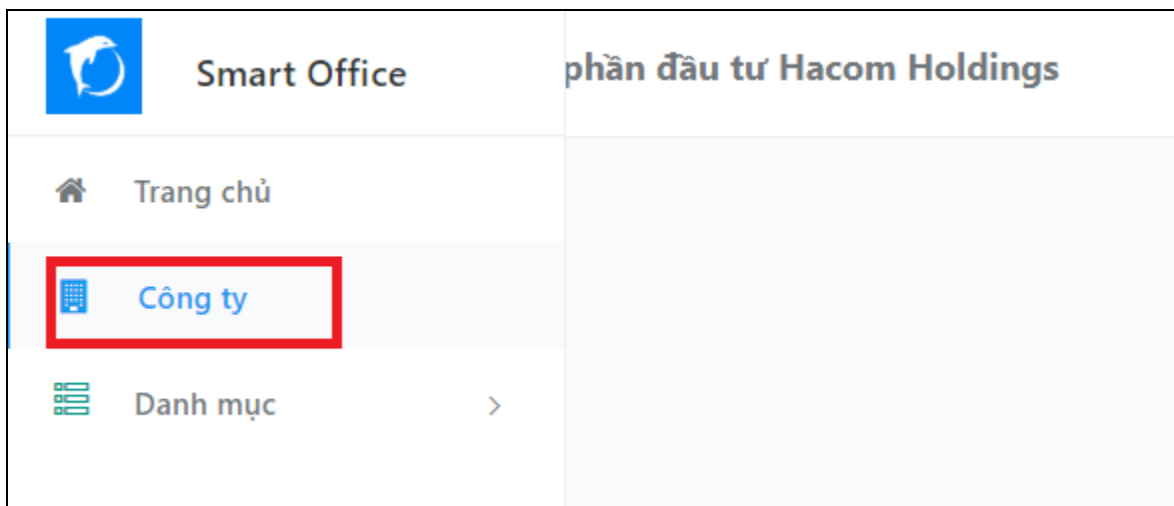 Smart Office
phần đầu tư Hacom Holdings
Trang chủ
Công ty
Danh mục